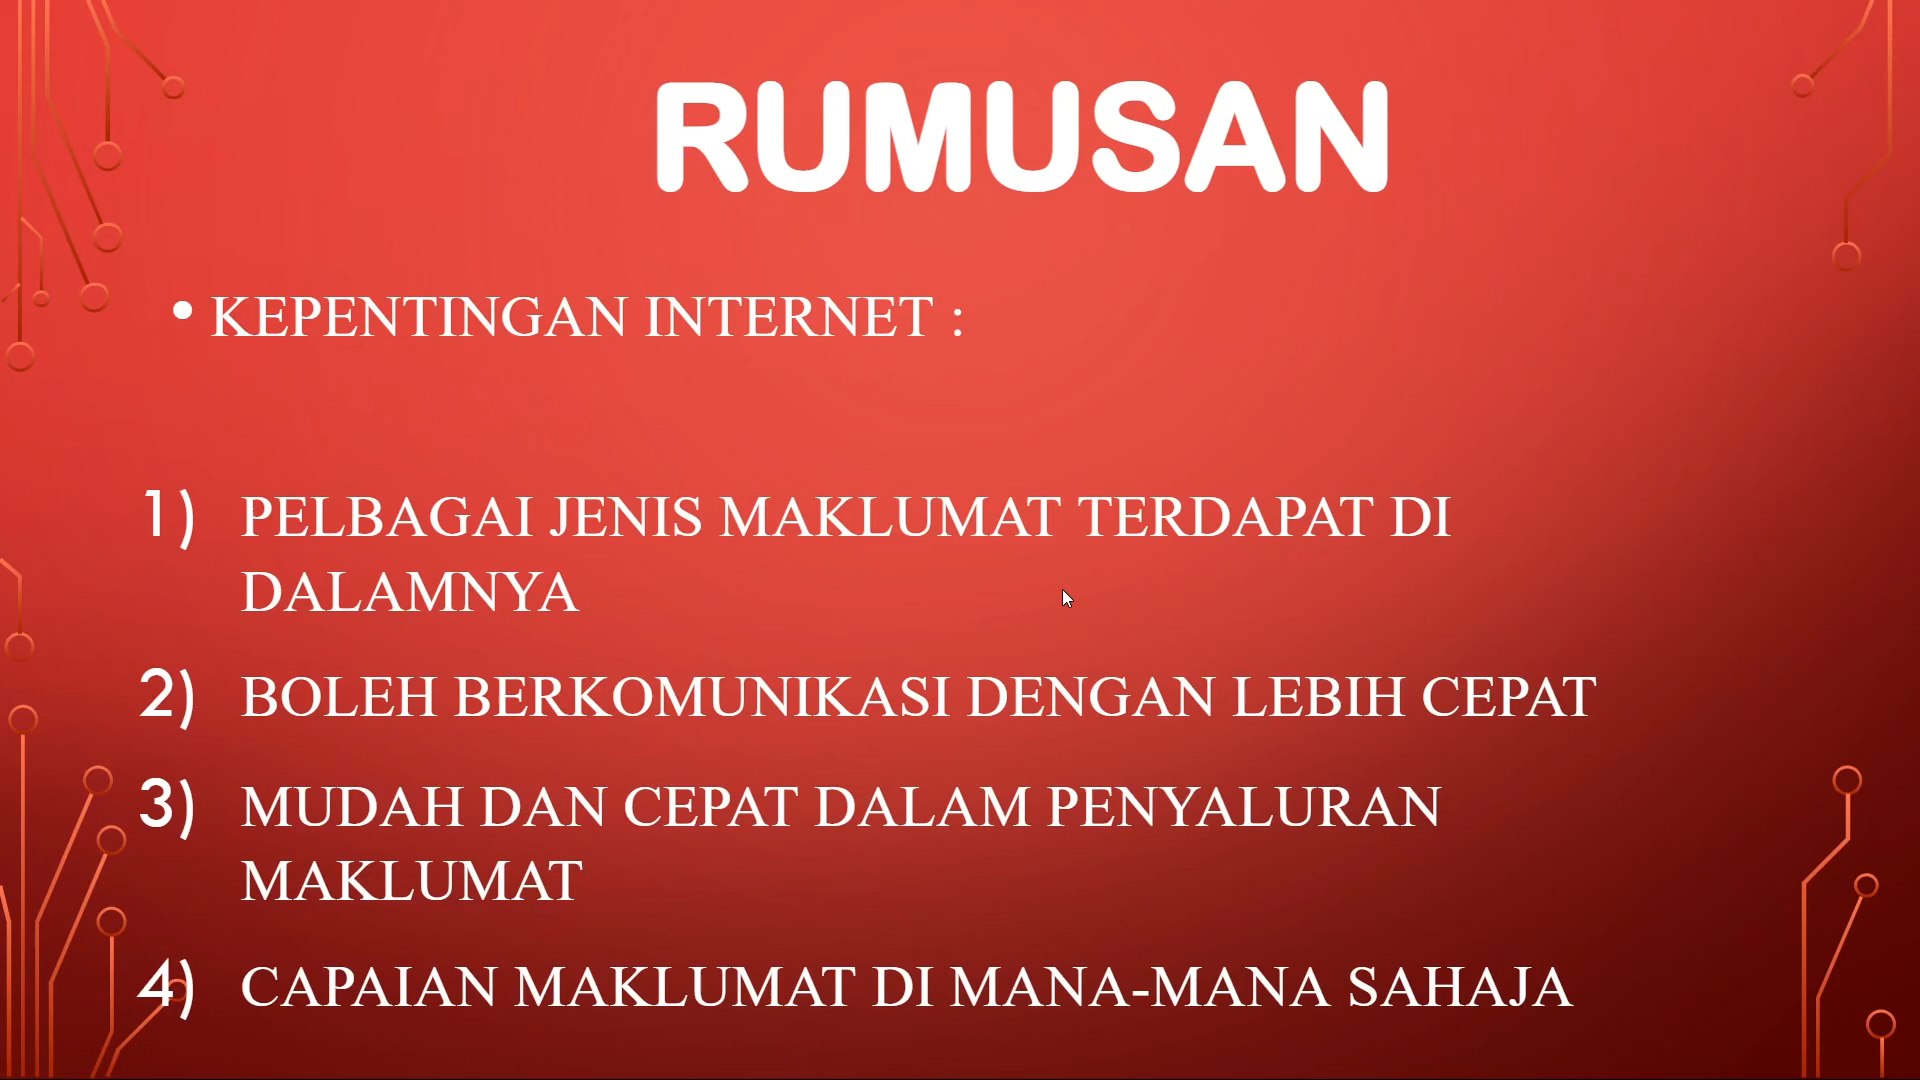 RUMUSAN
• KEPENTINGAN INTERNET :
1) PELBAGAI JENIS MAKLUMAT TERDAPAT DI
DALAMNYA
2) BOLEH BERKOMUNIKASI DENGAN LEBIH CEPAT
3) MUDAH DAN CEPAT DALAM PENYALURAN
MAKLUMAT
4) CAPAIAN MAKLUMAT DI MANA-MANA SAHAJA